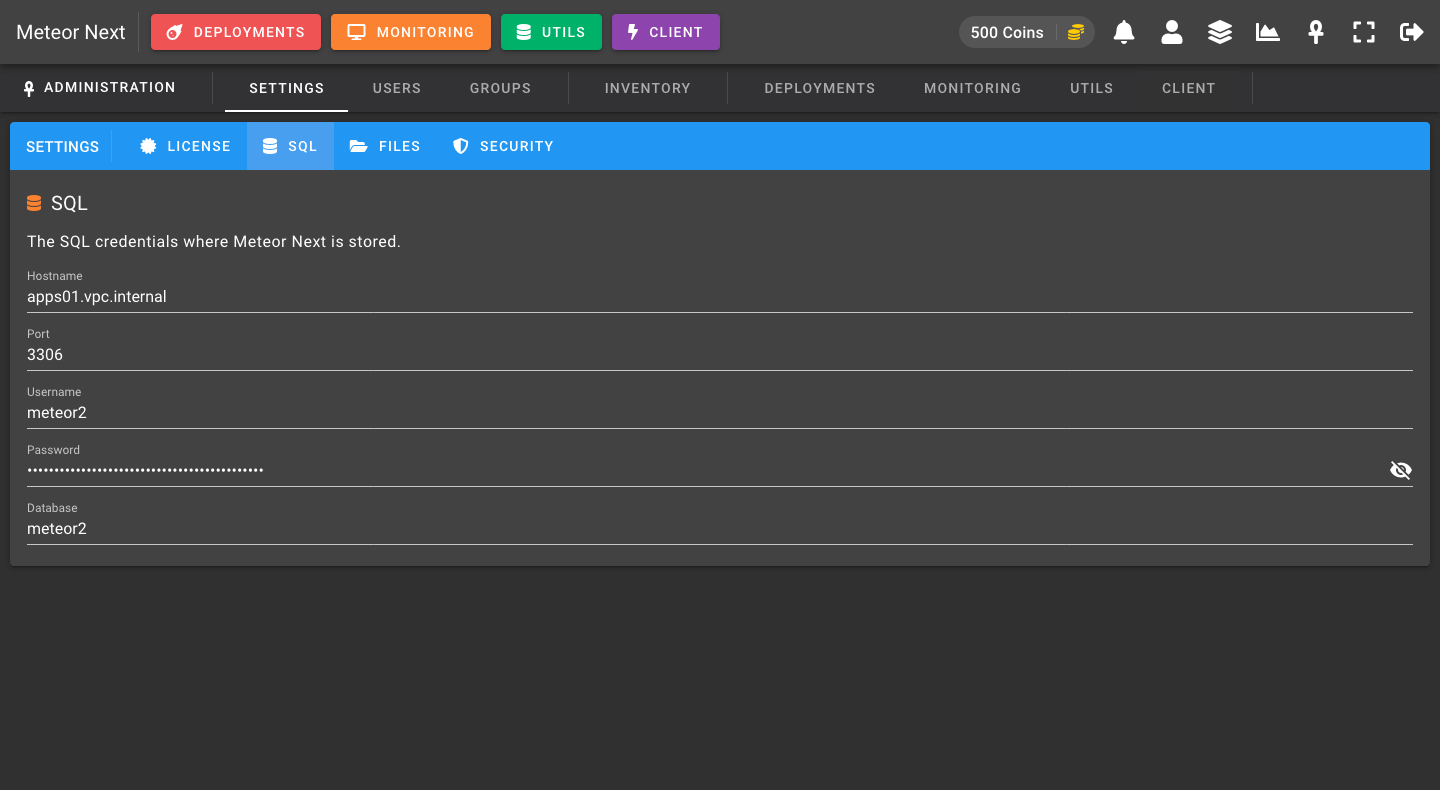 Meteor Next DEPLOYMENTS MONITORING UTILS CLIENT 500 Coins
ADMINISTRATION SETTINGS USERS GROUPS INVENTORY DEPLOYMENTS MONITORING UTILS CLIENT
SETTINGS LICENSE SQL FILES SECURITY
SQL
The SQL credentials where Meteor Next is stored.
Hostname
apps01.vpc.internal
Port
3306
Username
meteor2
Password
••••••••••••••••••••••••••••••••••••••••••••
Database
meteor2